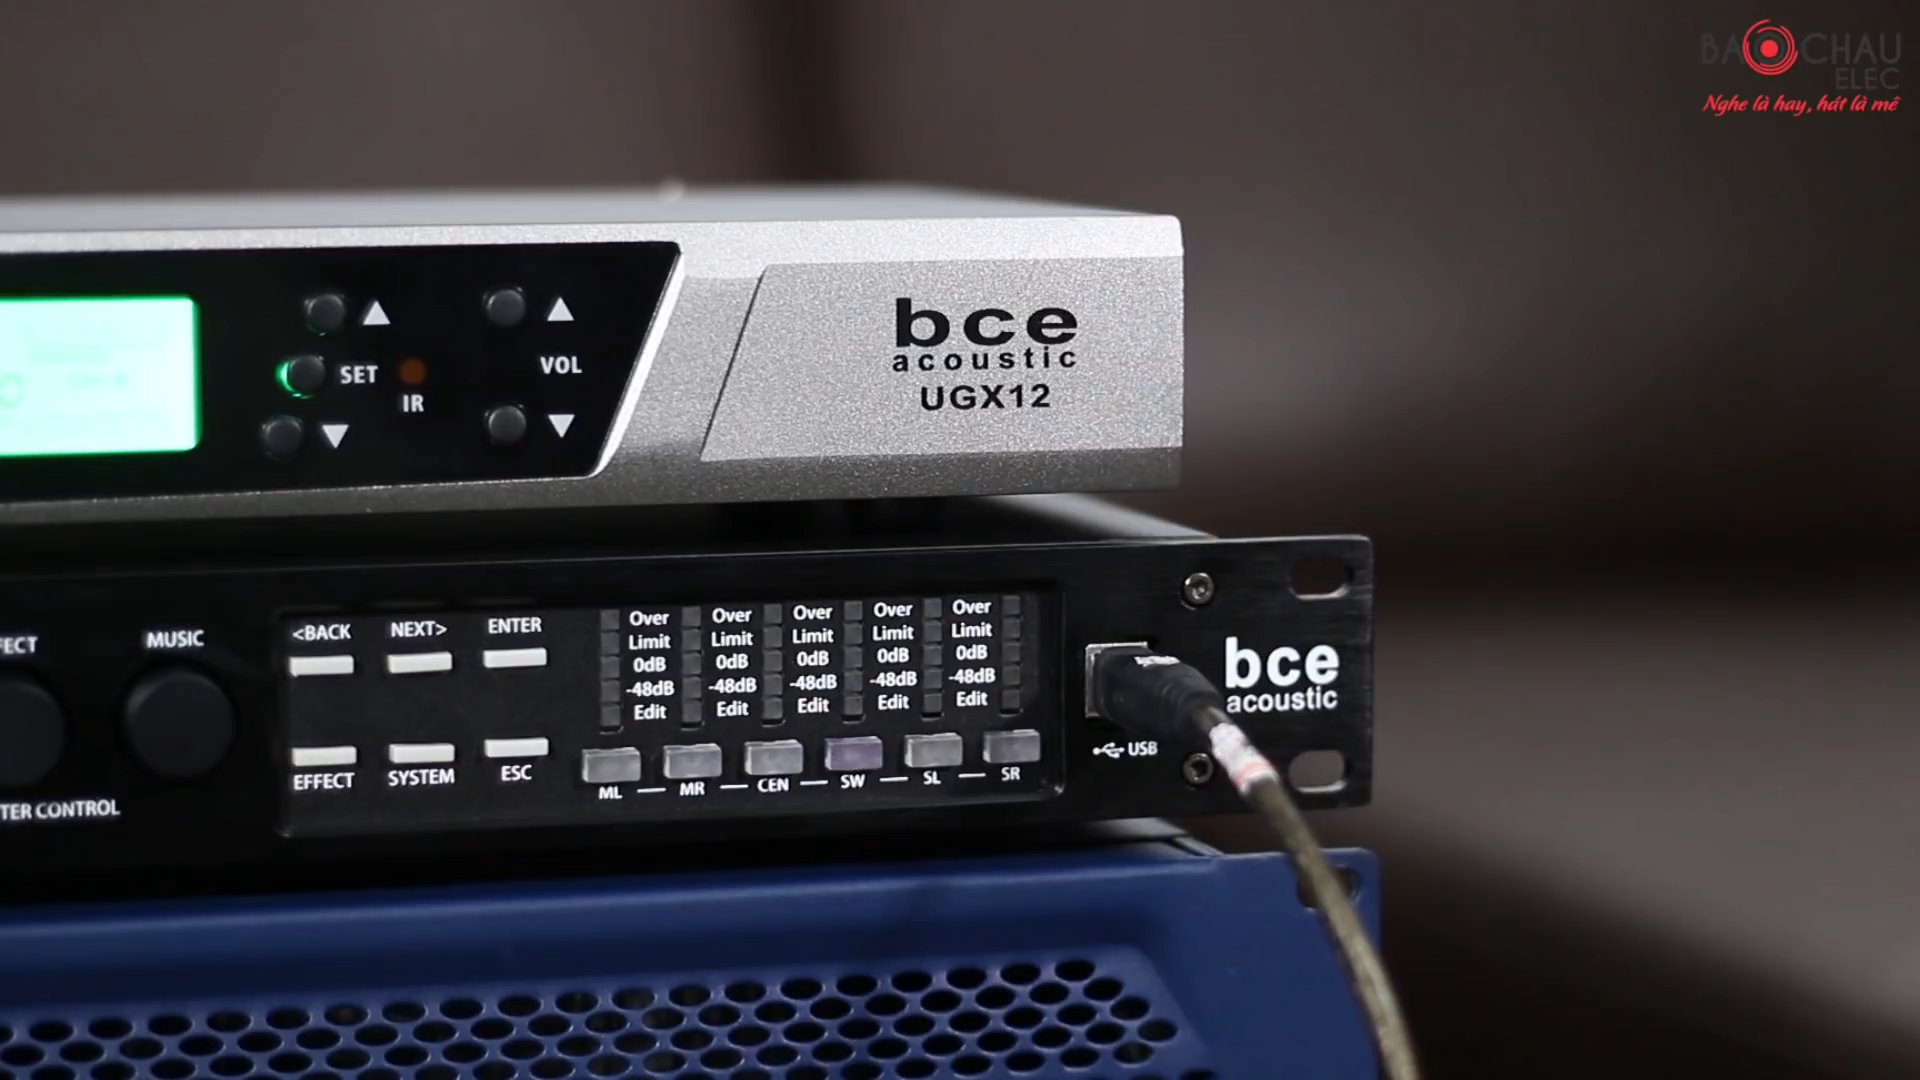 BAOCHAU
ELEC
Nghe là hay, hát là mê
SET
IR
VOL
bce
acoustic
UGX12
MUSIC
<BACK
NEXT>
ENTER
EFFECT
SYSTEM
ESC
Over Over Over Over Over
Limit Limit Limit Limit Limit
0dB 0dB 0dB 0dB 0dB
-48dB -48dB -48dB -48dB -48dB
Edit Edit Edit Edit Edit
ML MR CEN SW SL SR
USB
bce
acoustic
TER CONTROL